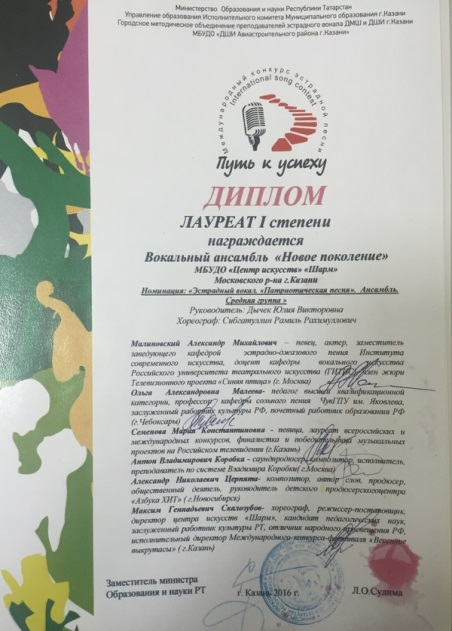 Министерство Образования и науки Республики Татарстан
Управление образования Исполнительного комитета Муниципального образования г.Казани
Городское методическое объединение преподавателей эстрадного вокала ДМШ и ДШИ г.Казани
МБУДО «ДШИ Авиастроительного района г.Казани»
Международный конкурс эстрадной песни
International song contest
Путь к успеху
ДИПЛОМ
ЛАУРЕАТ I степени
награждается
Вокальный ансамбль «Новое поколение»
МБУДО «Центр искусств» «Шарм»
Московского р-на г.Казани
Номинация: «Эстрадный вокал. «Патриотическая песня». Ансамбль.
Средняя группа»
Руководитель: Дычек Юлия Викторовна
Хореограф: Сибгатуллин Рамиль Рахимуллович
Малиновский Александр Михайлович – певец, актер, заместитель
заведующего кафедрой эстрадно-джазового пения Института
современного искусства, доцент кафедры вокального искусства
Российского университета театрального искусства (ГИТИС), член жюри
Телевизионного проекта «Синяя птица» (г. Москва)
Ольга Александровна Малеева- педагог высшей квалификационной
категории, профессор кафедры сольного пения ЧувГПУ им. Яковлева,
заслуженный работник культуры РФ, почетный работник образования РФ
(г.Чебоксары)
Семенова Мария Константиновна - певица, лауреат всероссийских и
международных конкурсов, финалистка и победительница музыкальных
проектов на Российском телевидении (г.Казань)
Антон Владимирович Коробка - саундпродюсер, композитор, исполнитель,
преподаватель по системе Владимира Коробки (г.Москва)
Александр Николаевич Церпята- композитор, автор слов, продюсер,
общественный деятель, руководитель детского продюсерского центра
«Азбука ХИТ» (г.Новосибирск)
Максим Геннадьевич Скалозубов- хореограф, режиссер-постановщик,
директор центра искусств «Шарм», кандидат педагогических наук,
заслуженный работник культуры РТ, отличник народного просвещения РФ,
исполнительный директор Международного конкурса-фестиваля «Веселые
выкрутасы» (г.Казань)
Заместитель министра
Образования и науки РТ г. Казань 2016 г. Л.О.Сулима